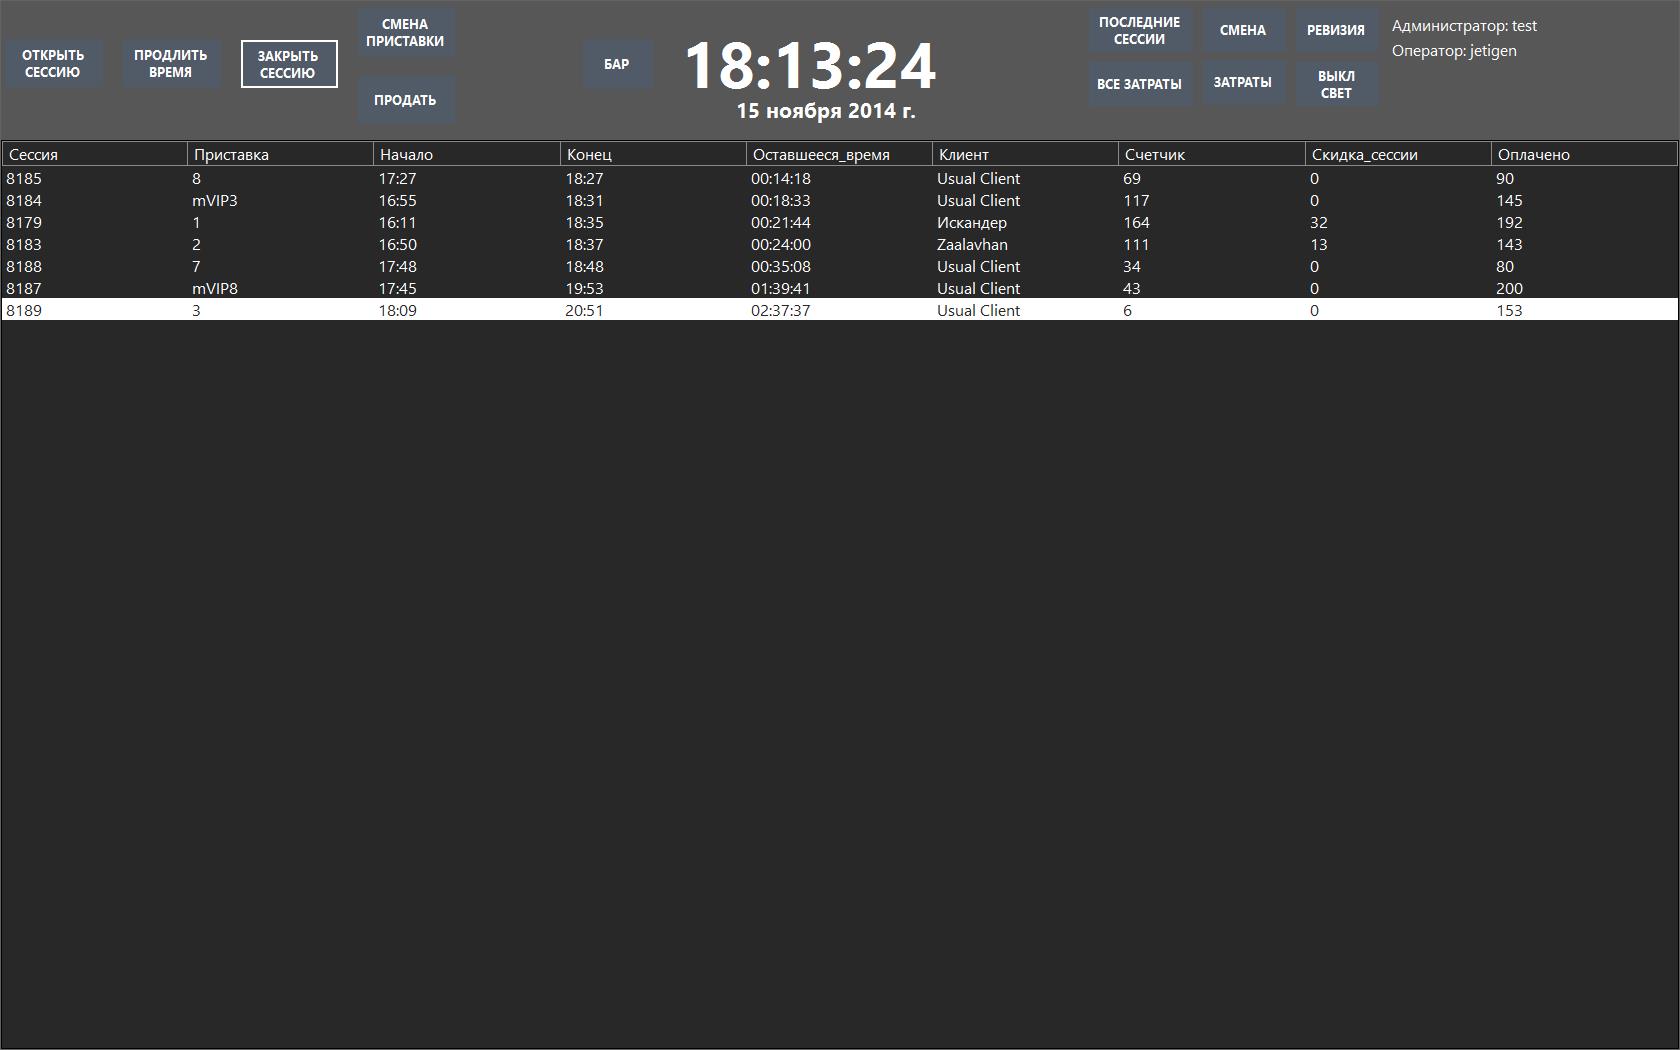 ОТКРЫТЬ
СЕССИЮ
ПРОДЛИТЬ
ВРЕМЯ
ЗАКРЫТЬ
СЕССИЮ
СМЕНА
ПРИСТАВКИ
ПРОДАТЬ
БАР
18:13:24
15 ноября 2014 г.
ПОСЛЕДНИЕ
СЕССИИ
СМЕНА
РЕВИЗИЯ
ВСЕ ЗАТРАТЫ
ЗАТРАТЫ
ВЫКЛ
СВЕТ
Администратор: test
Оператор: jetigen
Сессия Приставка Начало Конец Оставшееся_время Клиент Счетчик Скидка_сессии Оплачено
8185 8 17:27 18:27 00:14:18 Usual Client 69 0 90
8184 mVIP3 16:55 18:31 00:18:33 Usual Client 117 0 145
8179 1 16:11 18:35 00:21:44 Искандер 164 32 192
8183 2 16:50 18:37 00:24:00 Zaalavhan 111 13 143
8188 7 17:48 18:48 00:35:08 Usual Client 34 0 80
8187 mVIP8 17:45 19:53 01:39:41 Usual Client 43 0 200
8189 3 18:09 20:51 02:37:37 Usual Client 6 0 153